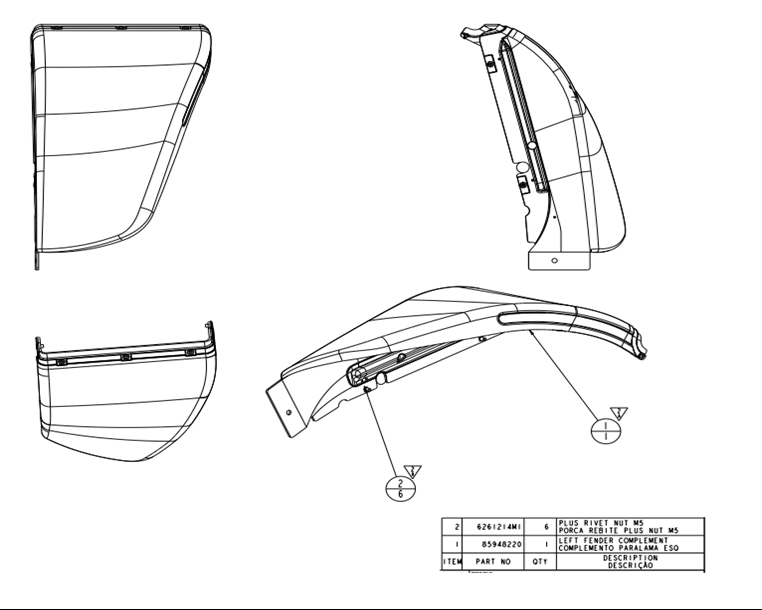 1
1
2
6
2 6261214M1 6 PLUS RIVET NUT M5
PORCA REBITE PLUS NUT M5
1 85948220 1 LEFT FENDER COMPLEMENT
COMPLEMENTO PARALAMA ESQ
ITEM PART NO QTY DESCRIPTION
DESCRIÇÃO